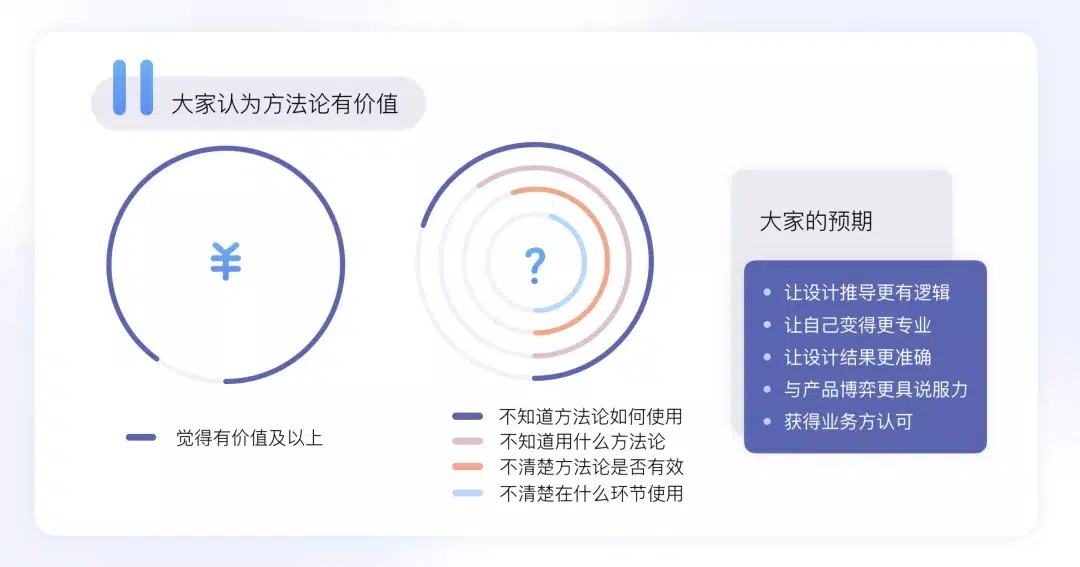 大家认为方法论有价值
¥
?
觉得有价值及以上
不知道方法论如何使用
不知道用什么方法论
不清楚方法论是否有效
不清楚在什么环节使用
大家的预期
让设计推导更有逻辑
让自己变得更专业
让设计结果更准确
与产品博弈更具说服力
获得业务方认可